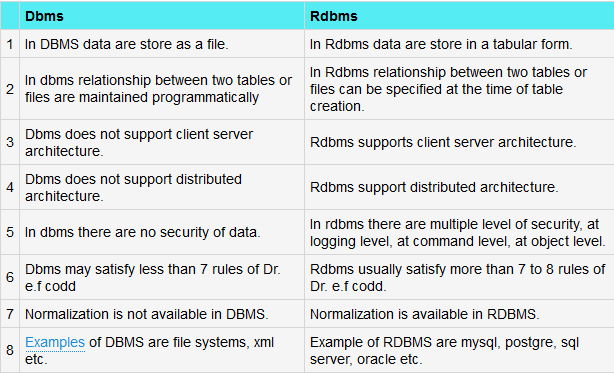 Dbms Rdbms
1 In DBMS data are store as a file. In Rdbms data are store in a tabular form.
2 In dbms relationship between two tables or
files are maintained programmatically
In Rdbms relationship between two tables or
files can be specified at the time of table
creation.
3 Dbms does not support client server
architecture.
Rdbms supports client server architecture.
4 Dbms does not support distributed
architecture.
Rdbms support distributed architecture.
5 In dbms there are no security of data.
In rdbms there are multiple level of security, at
logging level, at command level, at object level.
6 Dbms may satisfy less than 7 rules of Dr.
e.f codd
Rdbms usually satisfy more than 7 to 8 rules of
Dr. e.f codd.
7 Normalization is not available in DBMS. Normalization is available in RDBMS.
8 Examples of DBMS are file systems, xml
etc.
Example of RDBMS are mysql, postgre, sql
server, oracle etc.